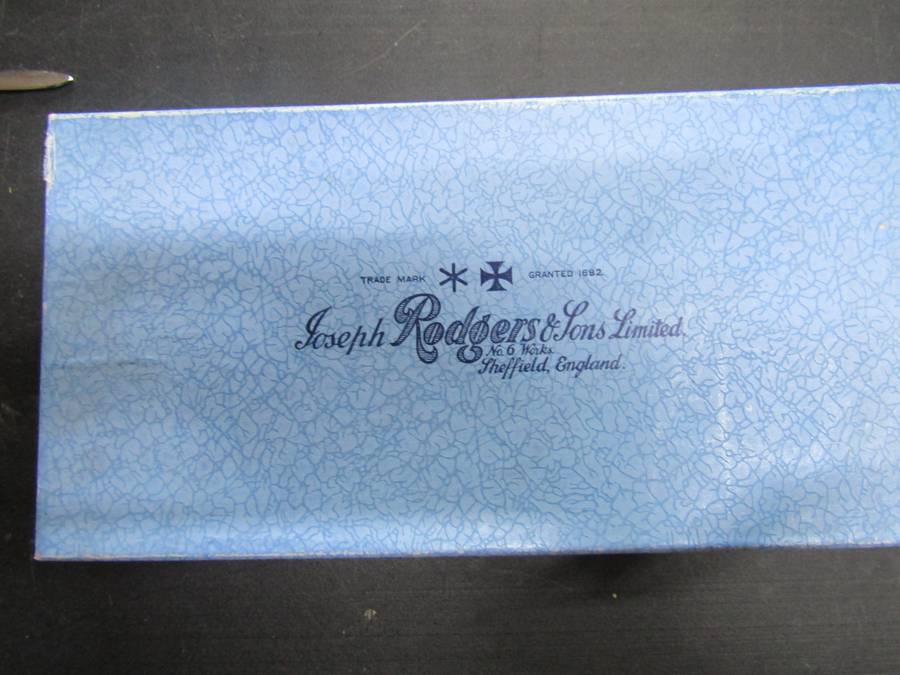 TRADE MARK GRANTED 1682.
Joseph Rodgers & Sons Limited.
No. 6 Works.
Sheffield, England.